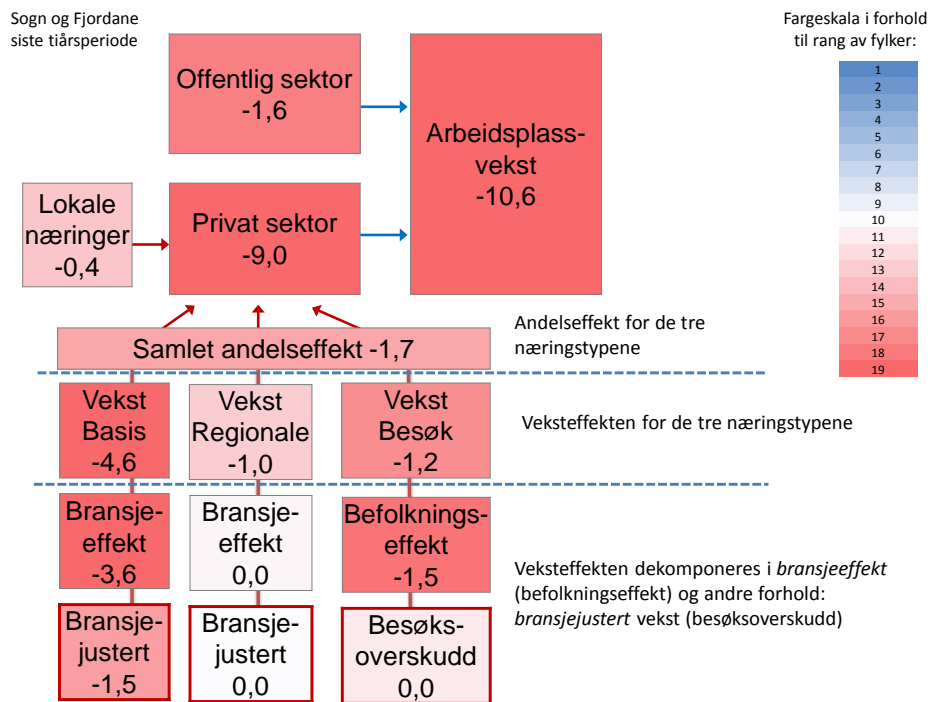 Sogn og Fjordane
siste tiårsperiode
Fargeskala i forhold
til rang av fylker:
1
2
3
4
5
6
7
8
9
10
11
12
13
14
15
16
17
18
19
Offentlig sektor
-1,6
Arbeidsplass-
vekst
-10,6
Lokale
næringer
-0,4
Privat sektor
-9,0
Samlet andelseffekt -1,7
Andelseffekt for de tre
næringstypene
Vekst
Basis
-4,6
Vekst
Regionale
-1,0
Vekst
Besøk
-1,2
Veksteffekten for de tre næringstypene
Bransje-
effekt
-3,6
Bransje-
effekt
0,0
Befolknings-
effekt
-1,5
Veksteffekten dekomponeres i bransjeeffekt
(befolkningseffekt) og andre forhold:
bransjejustert vekst (besøksoverskudd)
Bransje-
justert
-1,5
Bransje-
justert
0,0
Besøks-
overskudd
0,0